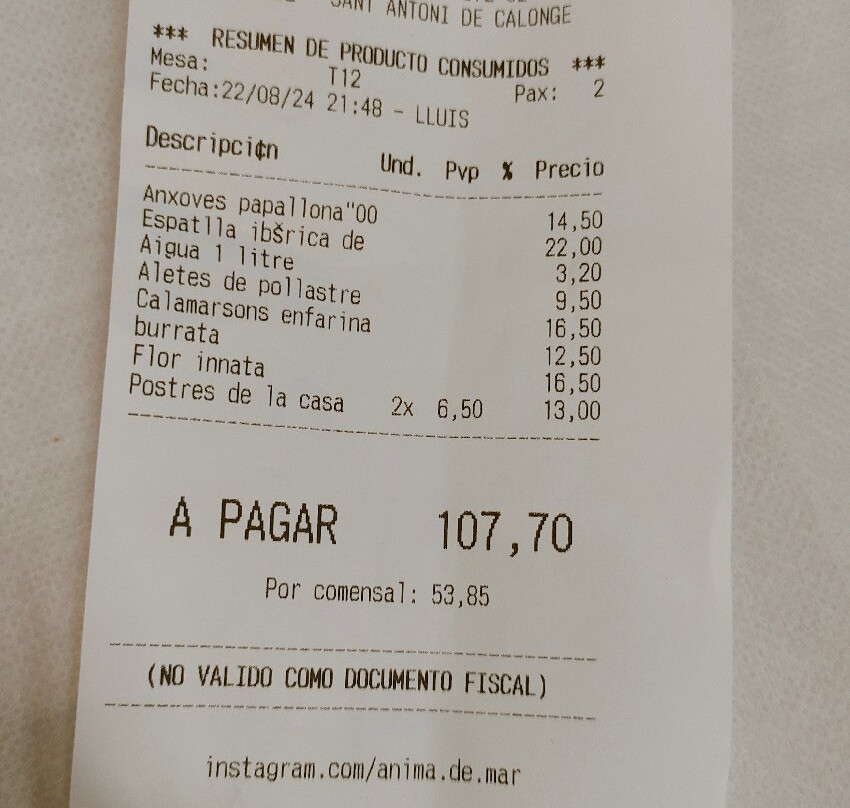 SANT ANTONI DE CALONGE
*** RESUMEN DE PRODUCTO CONSUMIDOS ***
Mesa: T12 Pax: 2
Fecha:22/08/24 21:48 - LLUIS
Descripci¢n Und. Pvp % Precio
Anxoves papallona"00 14,50
Espatlla ibŠrica de 22,00
Aigua 1 litre 3,20
Aletes de pollastre 9,50
Calamarsons enfarina 16,50
burrata 12,50
Flor innata 16,50
Postres de la casa 2x 6,50 13,00
A PAGAR 107,70
Por comensal: 53,85
(NO VALIDO COMO DOCUMENTO FISCAL)
instagram.com/anima.de.mar